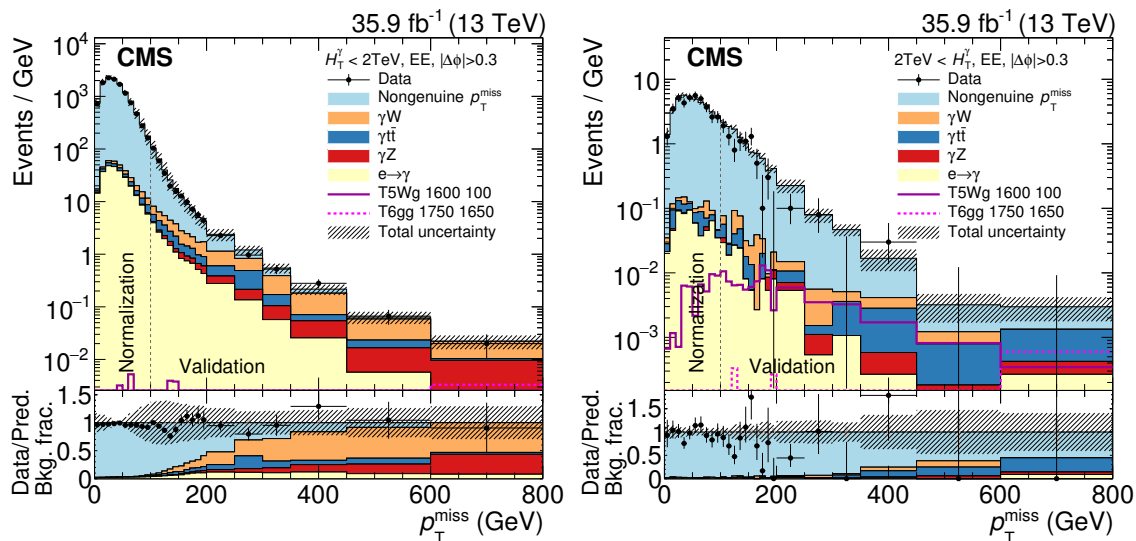 35.9 fb⁻¹ (13 TeV)
CMS
H_T^γ < 2TeV, EE, |Δϕ|>0.3
Data
Nongenuine p_T^miss
γW
γtt̄
γZ
e→γ
T5Wg 1600 100
T6gg 1750 1650
Total uncertainty
Events / GeV
10⁴
10³
10²
10
1
10⁻¹
10⁻²
Normalization
Validation
Data/Pred.
Bkg. frac.
1.5
1
0.5
0
0 200 400 600 800
p_T^miss (GeV)
35.9 fb⁻¹ (13 TeV)
CMS
2TeV < H_T^γ, EE, |Δϕ|>0.3
Data
Nongenuine p_T^miss
γW
γtt̄
γZ
e→γ
T5Wg 1600 100
T6gg 1750 1650
Total uncertainty
Events / GeV
10
1
10⁻¹
10⁻²
10⁻³
Normalization
Validation
Data/Pred.
Bkg. frac.
1.5
1
0.5
0
0 200 400 600 800
p_T^miss (GeV)